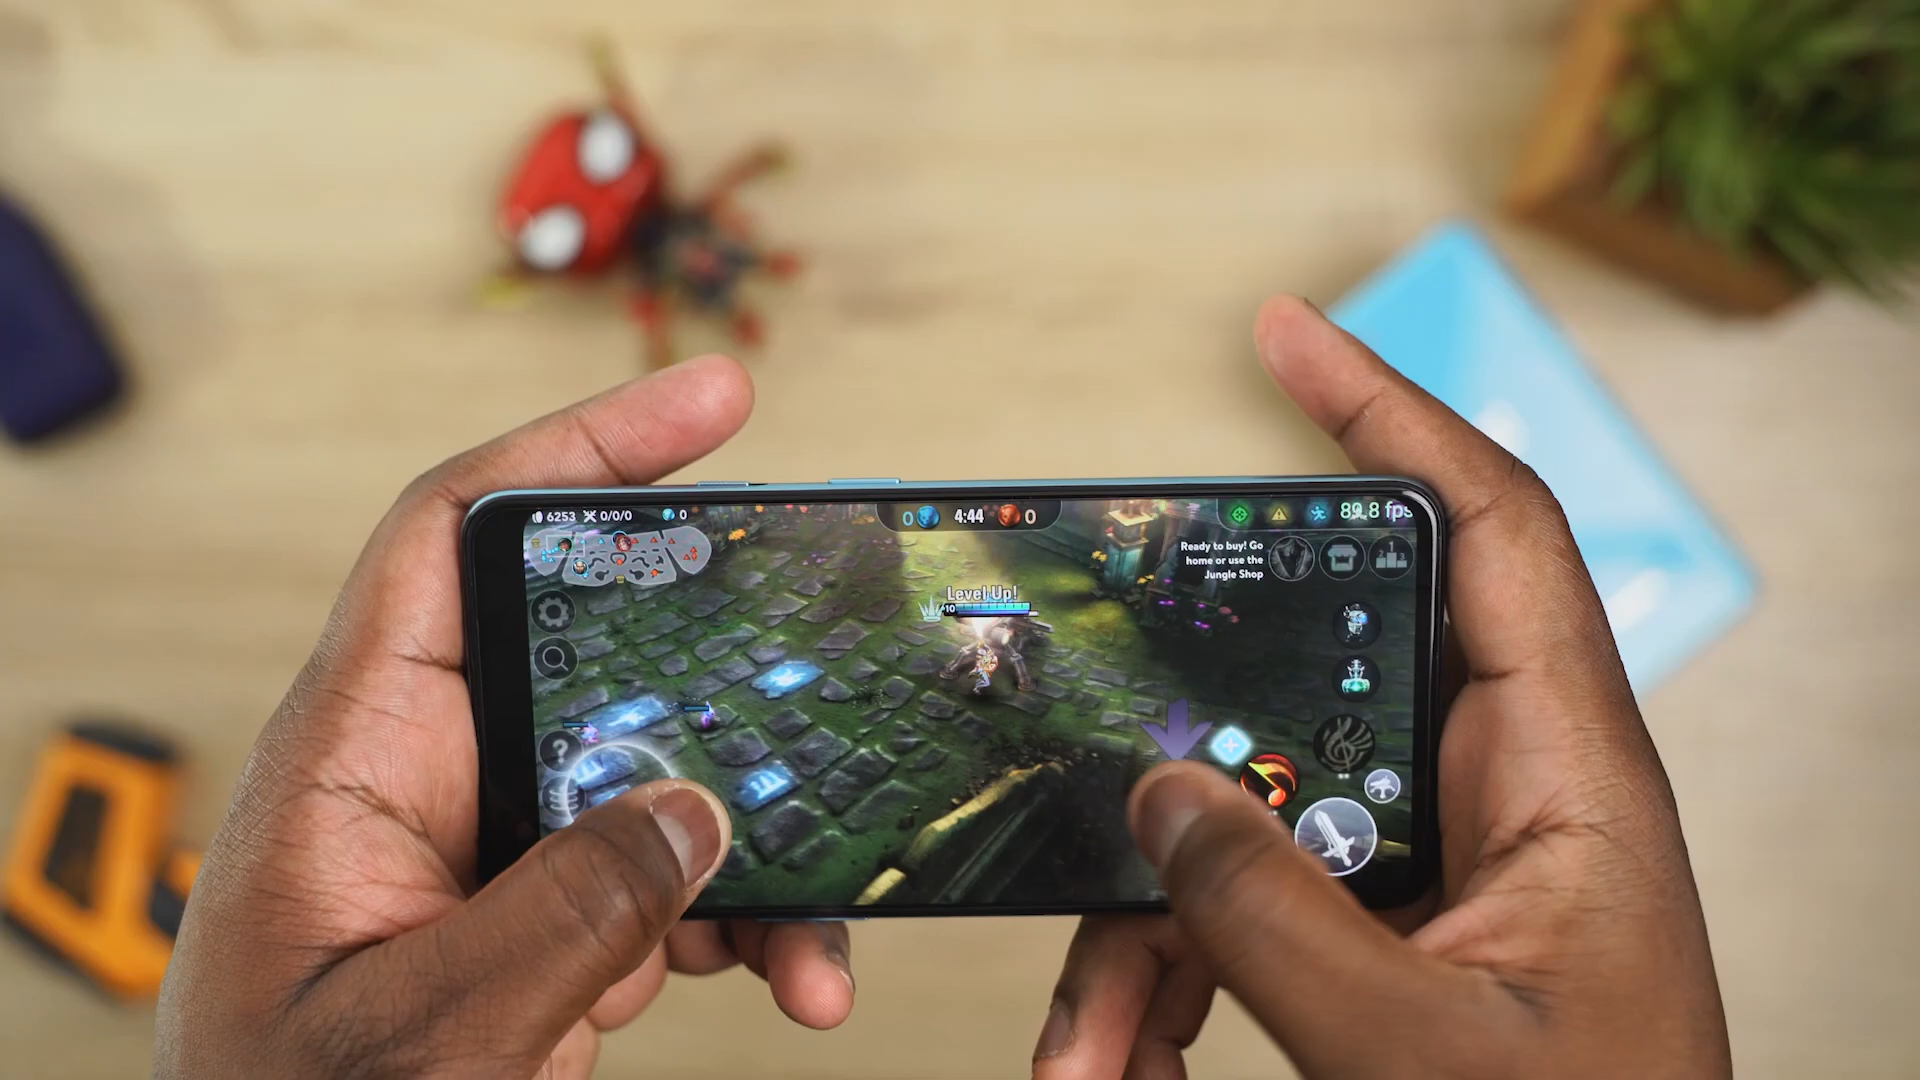 6253 0/0/0 0
0 4:44 0
89.8 fps
Ready to buy! Go
home or use the
Jungle Shop
Level Up!
10
?